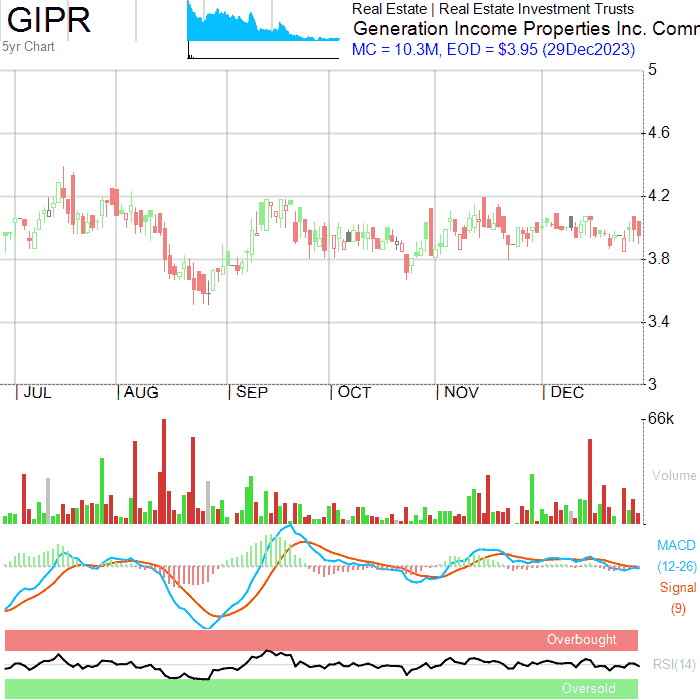 GIPR
5yr Chart
Real Estate | Real Estate Investment Trusts
Generation Income Properties Inc. Comm
MC = 10.3M, EOD = $3.95 (29Dec2023)
5
4.6
4.2
3.8
3.4
3
| JUL | AUG | SEP | OCT | NOV | DEC
66k
Volume
MACD
(12-26)
Signal
(9)
Overbought
RSI(14)
Oversold